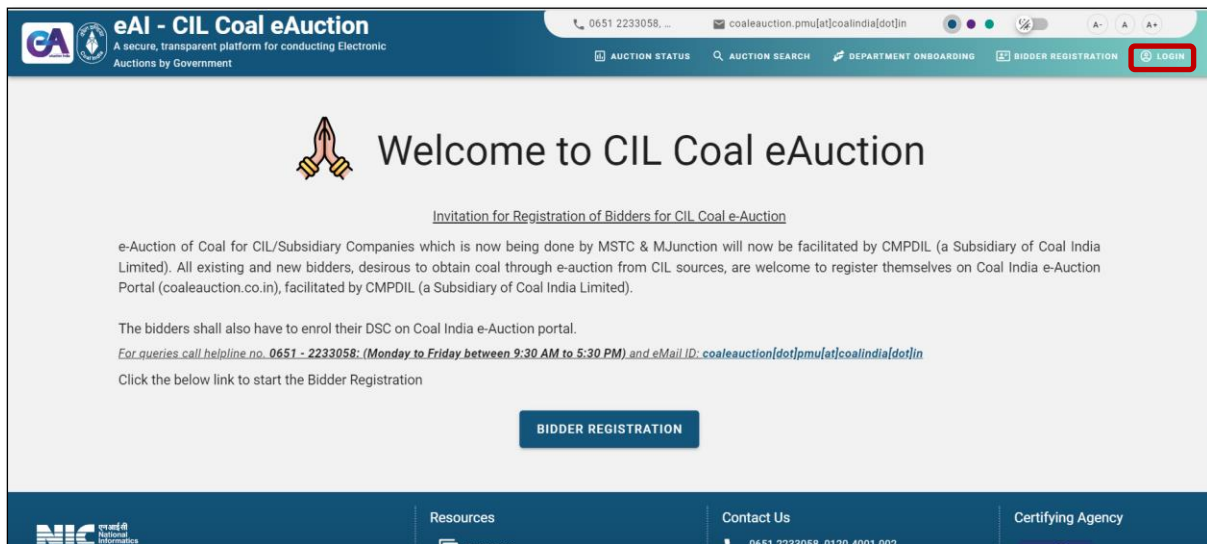 eA
eAI - CIL Coal eAuction
A secure, transparent platform for conducting Electronic
Auctions by Government
0651 2233058, ...
coaleauction.pmu[at]coalindia[dot]in
A- A A+
AUCTION STATUS AUCTION SEARCH DEPARTMENT ONBOARDING BIDDER REGISTRATION LOGIN
Welcome to CIL Coal eAuction
Invitation for Registration of Bidders for CIL Coal e-Auction
e-Auction of Coal for CIL/Subsidiary Companies which is now being done by MSTC & MJunction will now be facilitated by CMPDIL (a Subsidiary of Coal India
Limited). All existing and new bidders, desirous to obtain coal through e-auction from CIL sources, are welcome to register themselves on Coal India e-Auction
Portal (coaleauction.co.in), facilitated by CMPDIL (a Subsidiary of Coal India Limited).
The bidders shall also have to enrol their DSC on Coal India e-Auction portal.
For queries call helpline no. 0651 - 2233058: (Monday to Friday between 9:30 AM to 5:30 PM) and eMail ID: coaleauction[dot]pmu[at]coalindia[dot]in
Click the below link to start the Bidder Registration
BIDDER REGISTRATION
NIC एनआईसी
National
Informatics
Resources
Contact Us
0651 2233058, 0120 4001 002
Certifying Agency